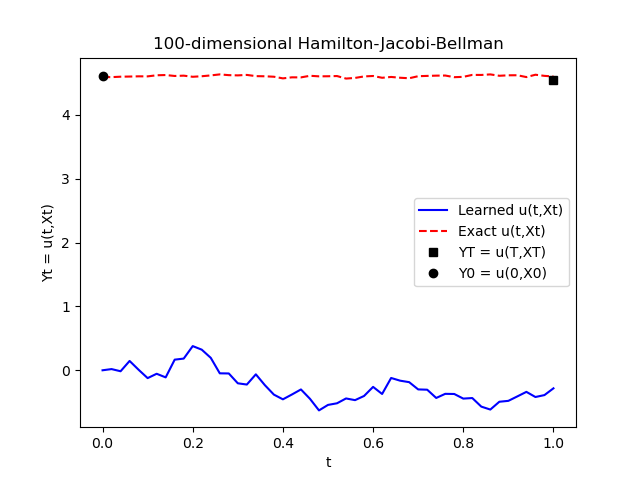 100-dimensional Hamilton-Jacobi-Bellman
Yt = u(t,Xt)
4
3
2
1
0
Learned u(t,Xt)
Exact u(t,Xt)
YT = u(T,XT)
Y0 = u(0,X0)
0.0 0.2 0.4 0.6 0.8 1.0
t